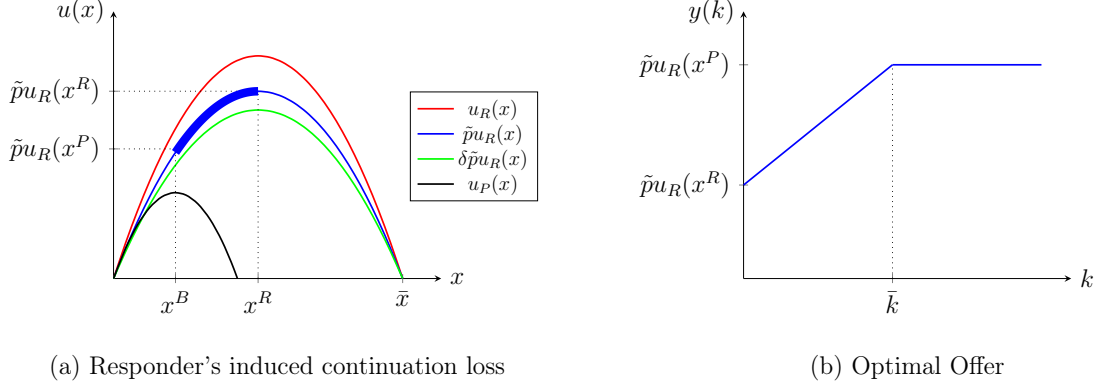 u(x)
p̃u_R(x^R)
p̃u_R(x^P)
x^B
x^R
x̄
x
u_R(x)
p̃u_R(x)
δp̃u_R(x)
u_P(x)
(a) Responder's induced continuation loss
y(k)
p̃u_R(x^P)
p̃u_R(x^R)
k̄
k
(b) Optimal Offer